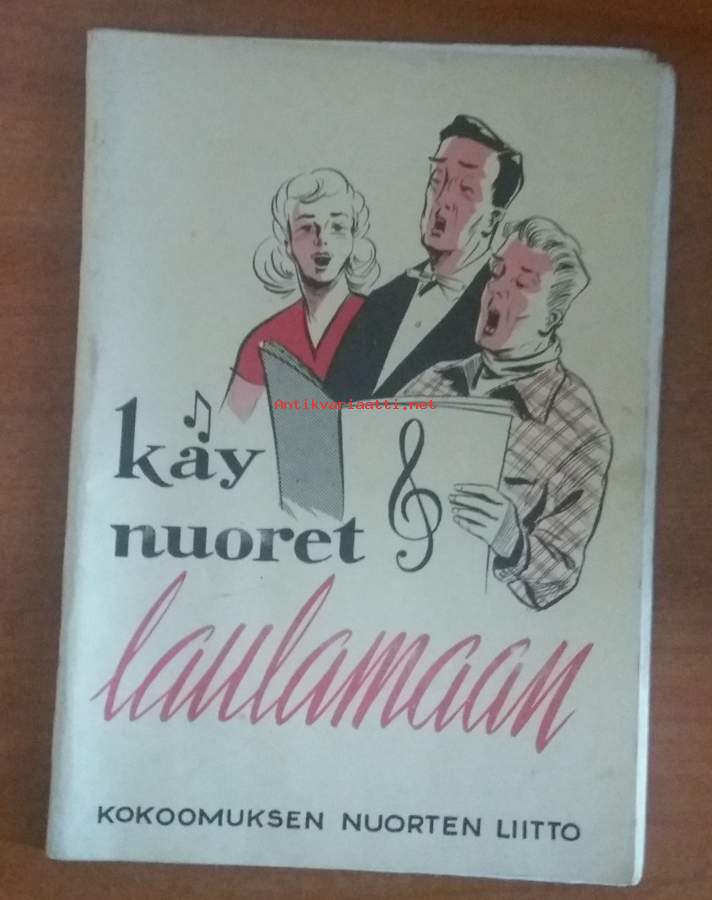 Antikvariaatti.net
käy
nuoret
laulamaan
KOKOOMUKSEN NUORTEN LIITTO